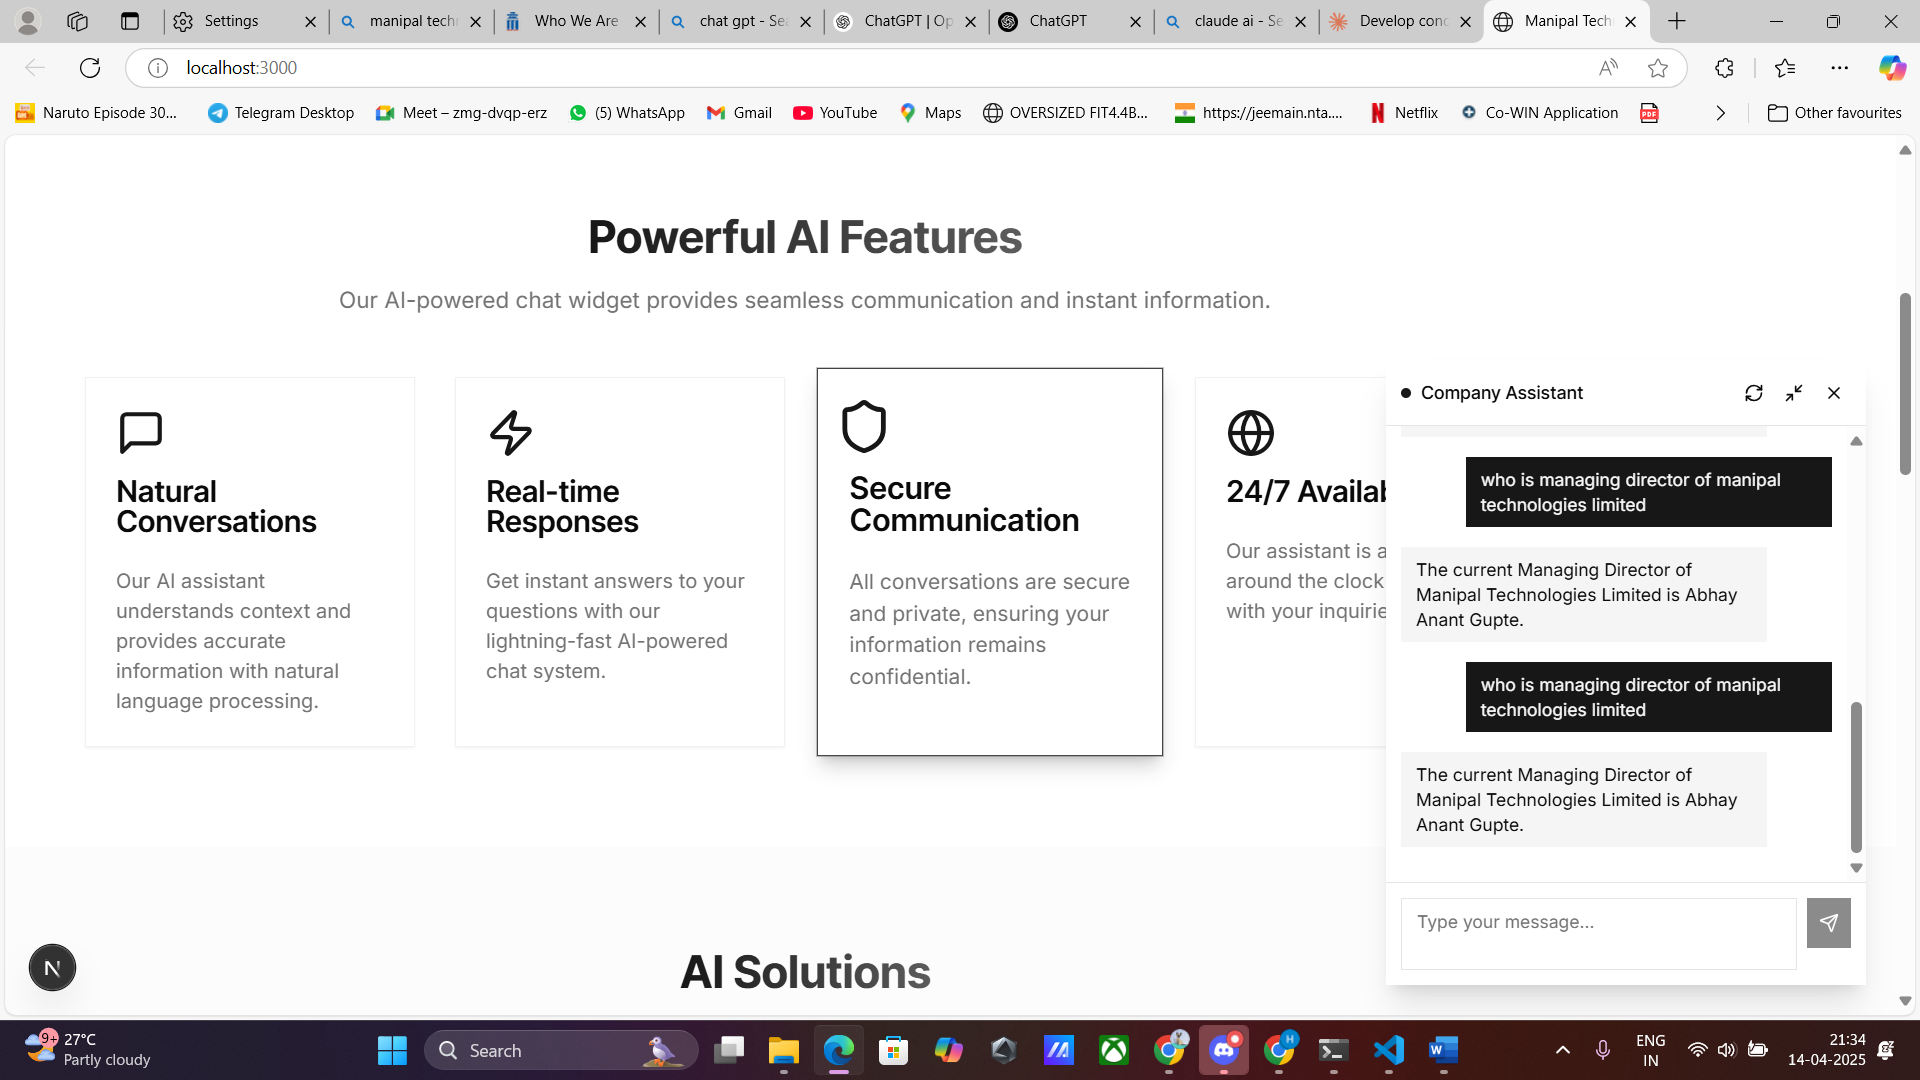 Settings
manipal tech
Who We Are
chat gpt - Sea
ChatGPT | Op
ChatGPT
claude ai - Se
Develop conc
Manipal Tech
localhost:3000
Naruto Episode 30...
Telegram Desktop
Meet – zmg-dvqp-erz
(5) WhatsApp
Gmail
YouTube
Maps
OVERSIZED FIT4.4B...
https://jeemain.nta....
Netflix
Co-WIN Application
PDF
Other favourites
Powerful AI Features
Our AI-powered chat widget provides seamless communication and instant information.
Natural
Conversations
Our AI assistant
understands context and
provides accurate
information with natural
language processing.
Real-time
Responses
Get instant answers to your
questions with our
lightning-fast AI-powered
chat system.
Secure
Communication
All conversations are secure
and private, ensuring your
information remains
confidential.
24/7 Availab
Our assistant is a
around the clock
with your inquirie
Company Assistant
who is managing director of manipal
technologies limited
The current Managing Director of
Manipal Technologies Limited is Abhay
Anant Gupte.
who is managing director of manipal
technologies limited
The current Managing Director of
Manipal Technologies Limited is Abhay
Anant Gupte.
Type your message...
AI Solutions
N
9+
27°C
Partly cloudy
Search
H
ENG
IN
21:34
14-04-2025